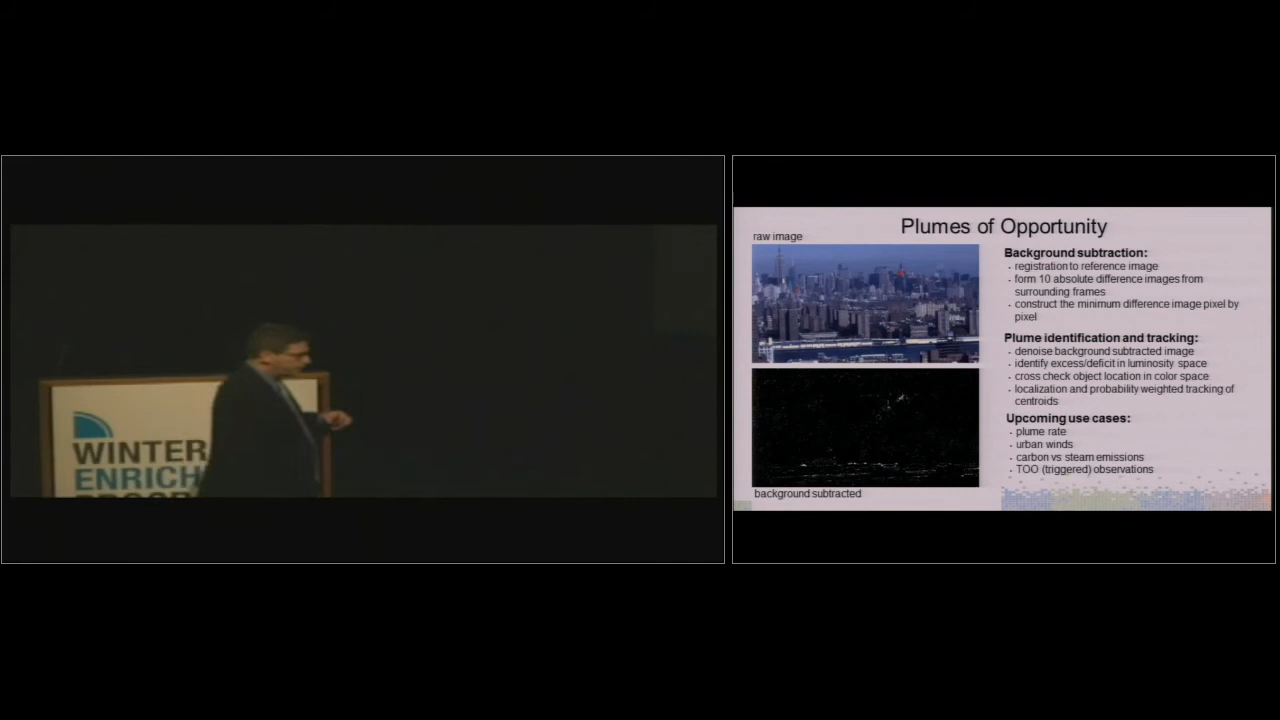 WINTER
ENRICH
PROGR
Plumes of Opportunity
raw image
background subtracted
Background subtraction:
- registration to reference image
- form 10 absolute difference images from
surrounding frames
- construct the minimum difference image pixel by
pixel
Plume identification and tracking:
- denoise background subtracted image
- identify excess/deficit in luminosity space
- cross check object location in color space
- localization and probability weighted tracking of
centroids
Upcoming use cases:
- plume rate
- urban winds
- carbon vs steam emissions
- TOO (triggered) observations